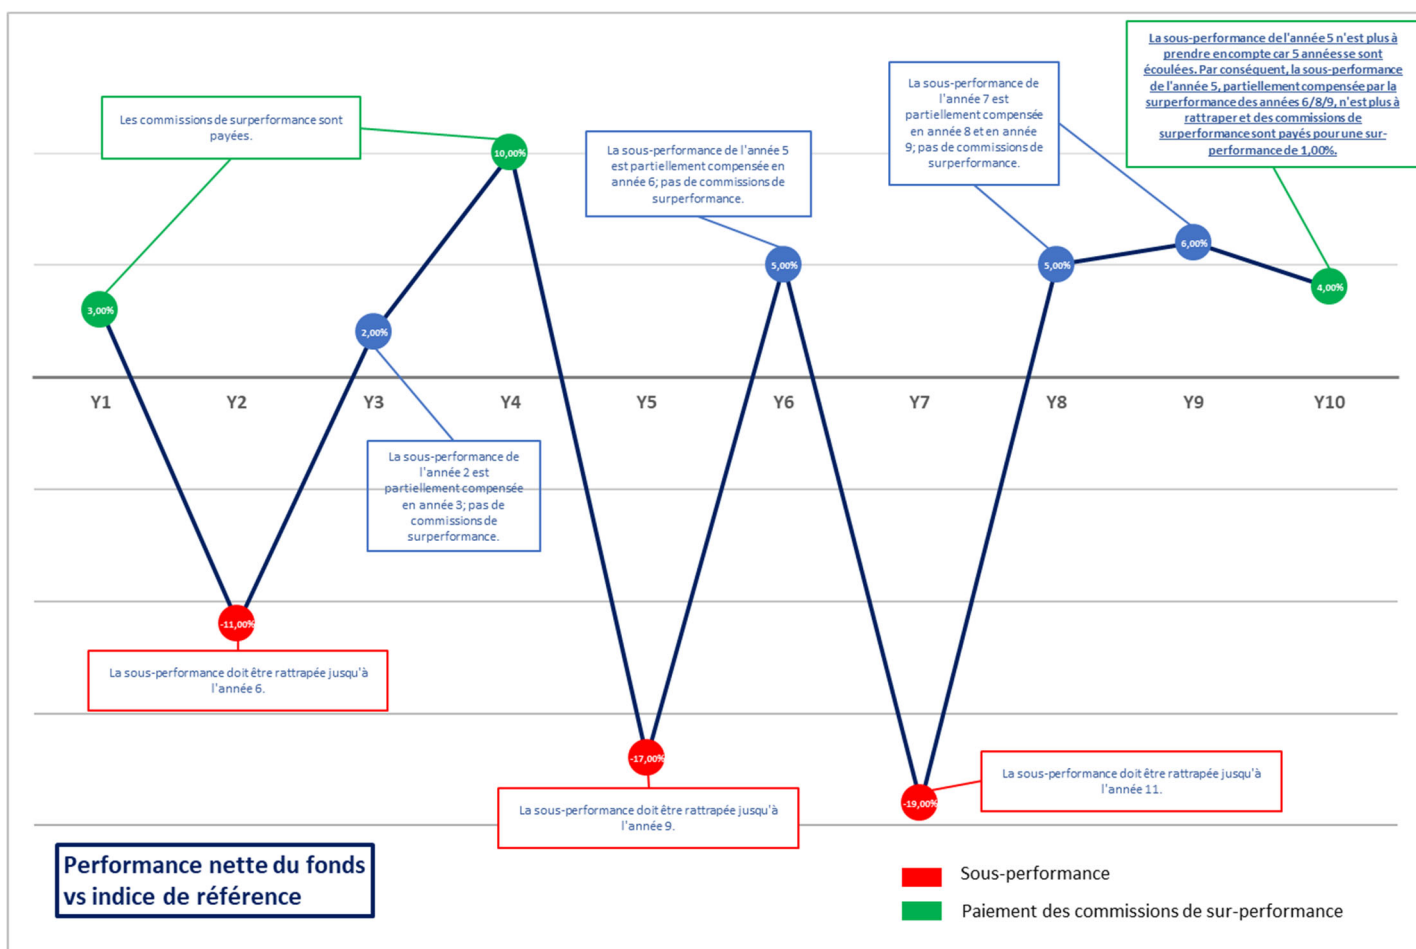 La sous-performance de l'année 5 n'est plus à
prendre en compte car 5 années se sont
écoulées. Par conséquent, la sous-performance
de l'année 5, partiellement compensée par la
surperformance des années 6/8/9, n'est plus à
rattraper et des commissions de
surperformance sont payés pour une sur-
performance de 1,00%.
Les commissions de surperformance sont
payées.
La sous-performance de l'année 5
est partiellement compensée en
année 6; pas de commissions de
surperformance.
La sous-performance de
l'année 7 est
partiellement compensée
en année 8 et en année
9; pas de commissions de
surperformance.
3,00%
2,00%
10,00%
5,00%
5,00%
6,00%
4,00%
Y1
Y2
Y3
Y4
Y5
Y6
Y7
Y8
Y9
Y10
La sous-performance de
l'année 2 est
partiellement compensée
en année 3; pas de
commissions de
surperformance.
-11,00%
La sous-performance doit être rattrapée jusqu'à
l'année 6.
-17,00%
La sous-performance doit être rattrapée jusqu'à
l'année 9.
-19,00%
La sous-performance doit être rattrapée jusqu'à
l'année 11.
Performance nette du fonds
vs indice de référence
Sous-performance
Paiement des commissions de sur-performance